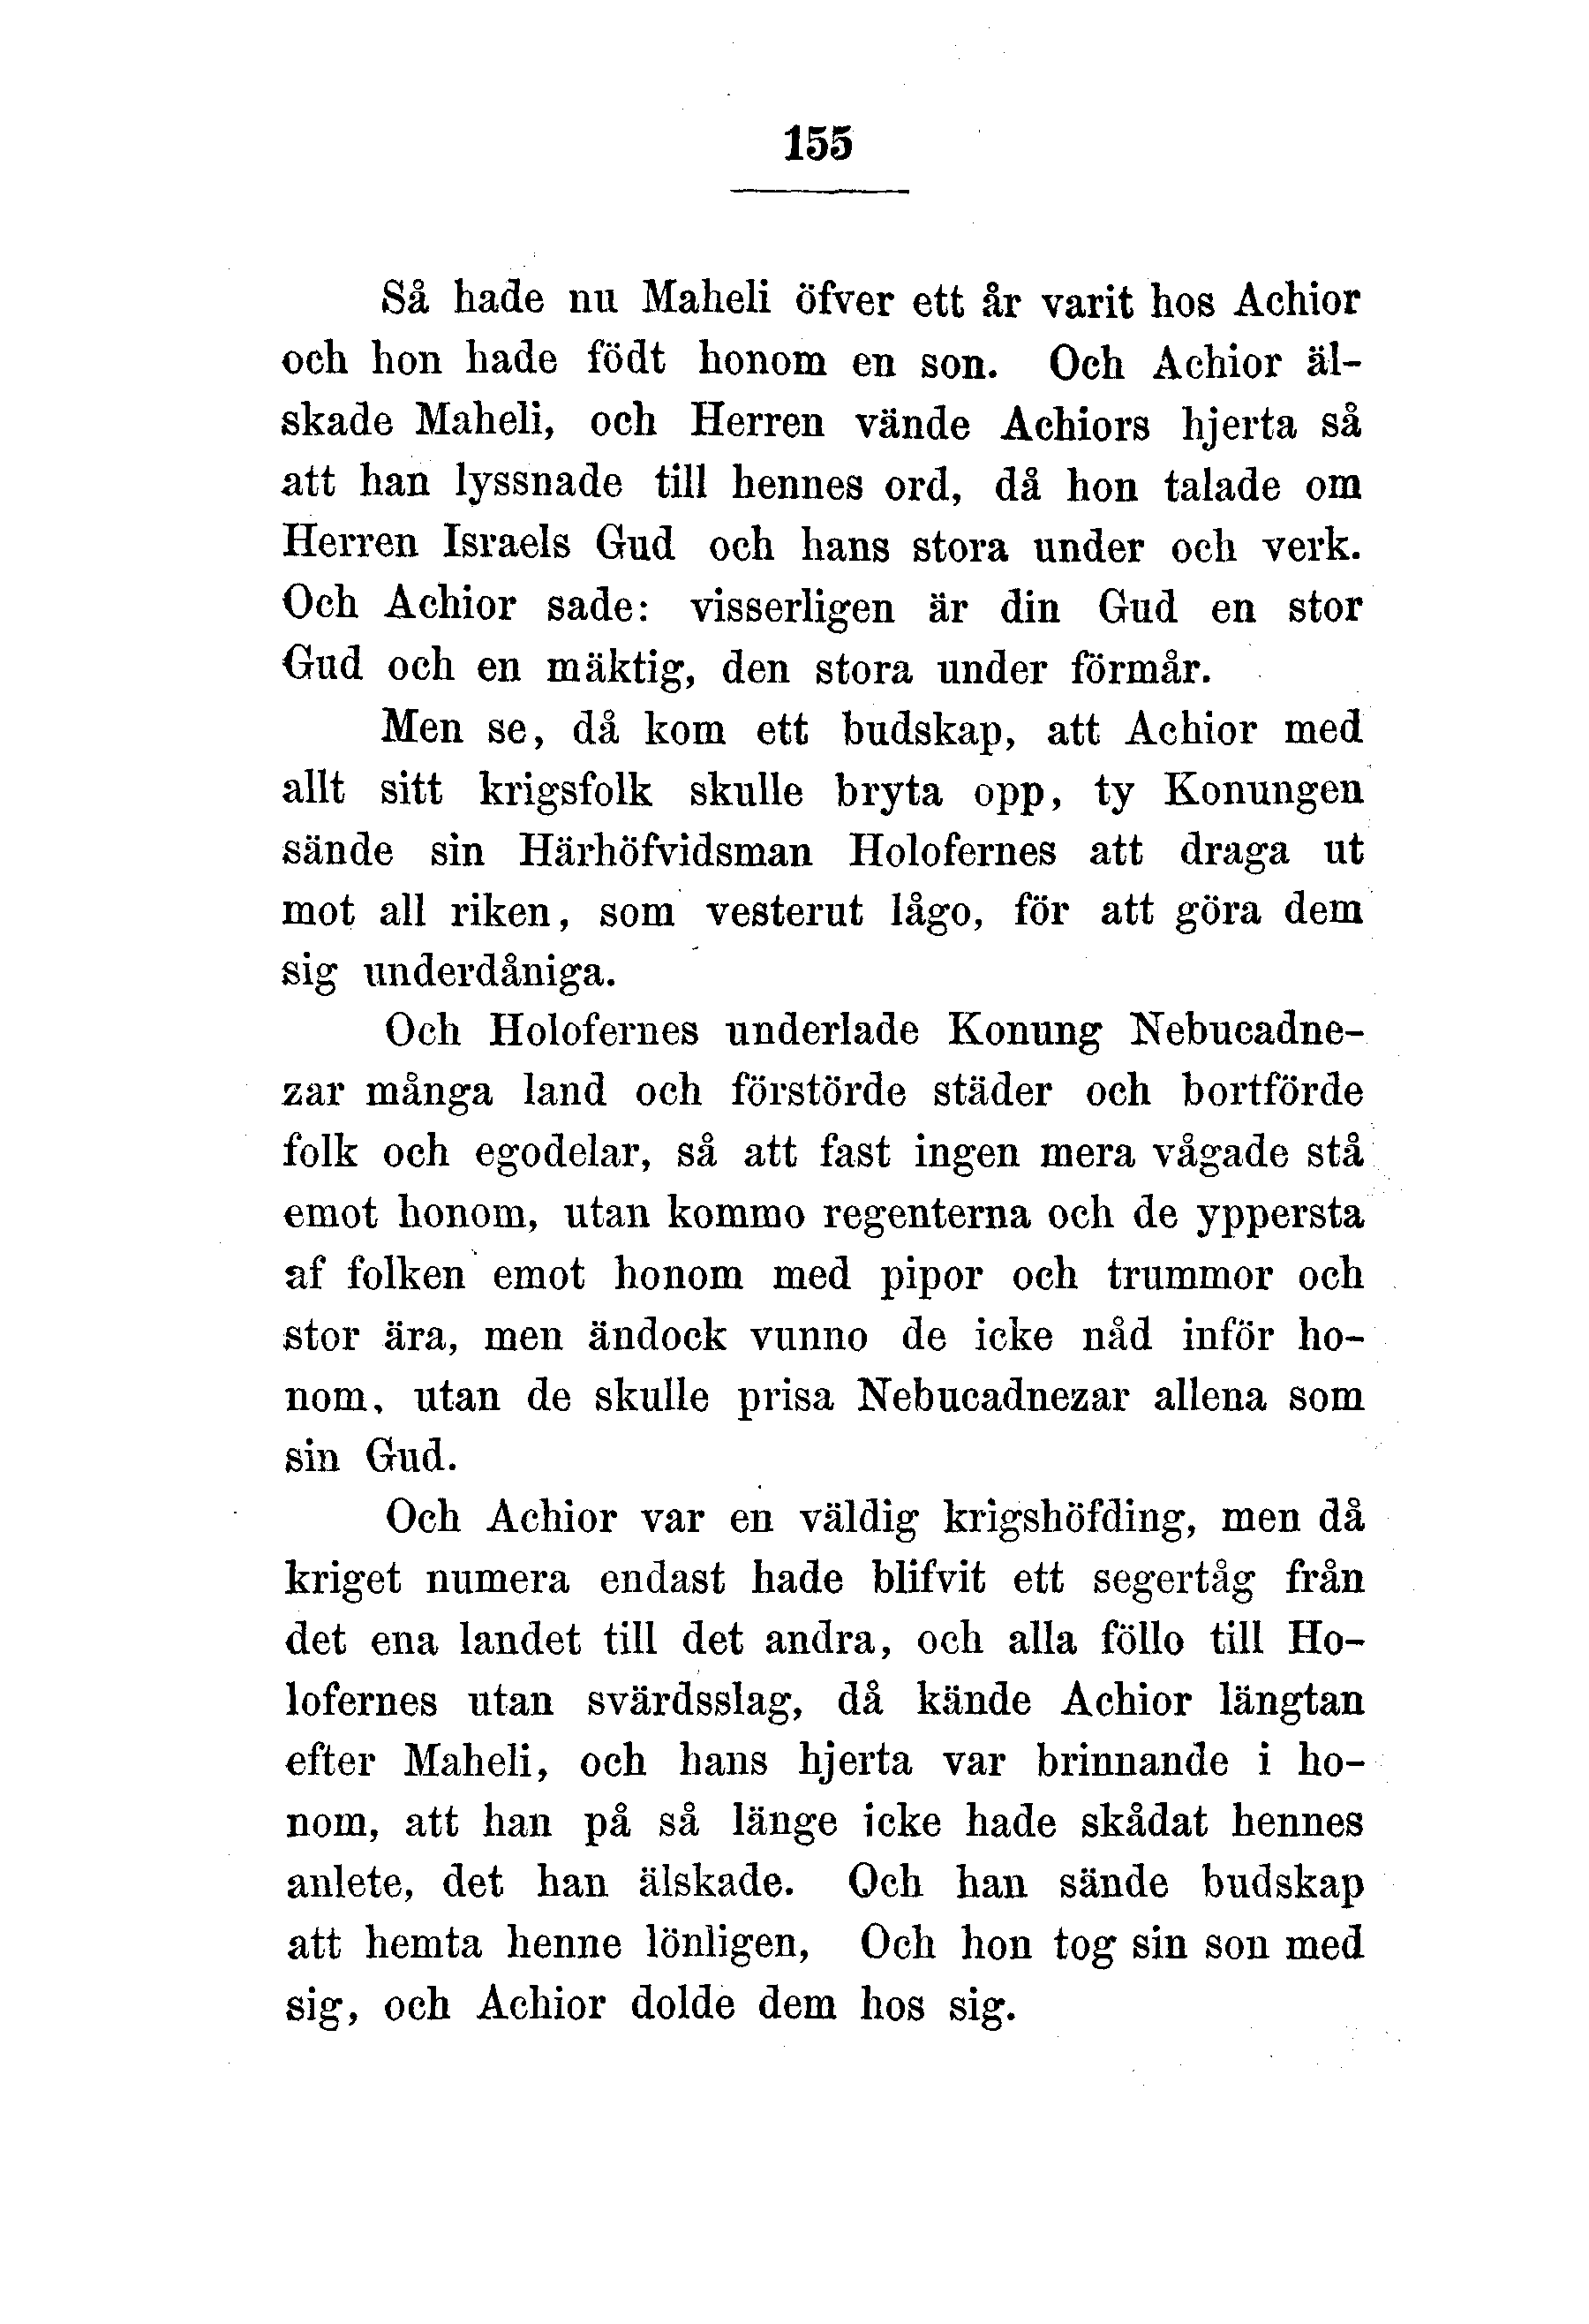 155
Så hade nu Maheli öfver ett år varit hos Achior
och hon hade födt honom en son. Och Achior äl-
skade Maheli, och Herren vände Achiors hjerta så
att han lyssnade till hennes ord, då hon talade om
Herren Israels Gud och hans stora under och verk.
Och Achior sade: visserligen är din Gud en stor
Gud och en mäktig, den stora under förmår.
Men se, då kom ett budskap, att Achior med
allt sitt krigsfolk skulle bryta opp, ty Konungen
sände sin Härhöfvidsman Holofernes att draga ut
mot all riken, som vesterut lågo, för att göra dem
sig underdåniga.
Och Holofernes underlade Konung Nebucadne-
zar många land och förstörde städer och bortförde
folk och egodelar, så att fast ingen mera vågade stå
emot honom, utan kommo regenterna och de yppersta
af folken emot honom med pipor och trummor och
stor ära, men ändock vunno de icke nåd inför ho-
nom, utan de skulle prisa Nebucadnezar allena som
sin Gud.
Och Achior var en väldig krigshöfding, men då
kriget numera endast hade blifvit ett segertåg från
det ena landet till det andra, och alla föllo till Ho-
lofernes utan svärdsslag, då kände Achior längtan
efter Maheli, och hans hjerta var brinnande i ho-
nom, att han på så länge icke hade skådat hennes
anlete, det han älskade. Och han sände budskap
att hemta henne lönligen, Och hon tog sin son med
sig, och Achior dolde dem hos sig.